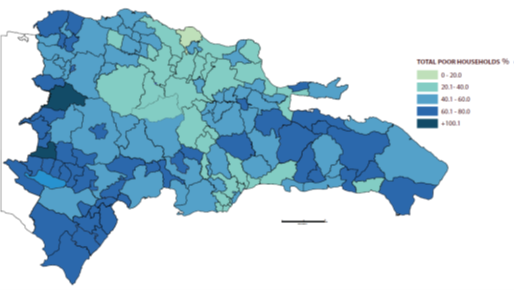 TOTAL POOR HOUSEHOLDS %
0 - 20.0
20.1- 40.0
40.1 - 60.0
60.1 - 80.0
+100.1